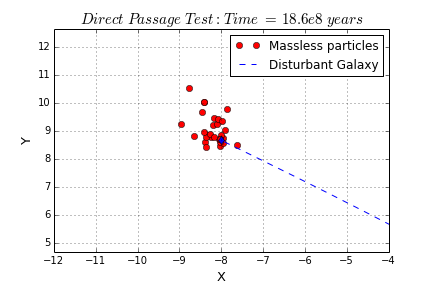 Direct Passage Test: Time = 18.6e8 years
Massless particles
Disturbant Galaxy
Y
12
11
10
9
8
7
6
5
−12 −11 −10 −9 −8 −7 −6 −5 −4
X